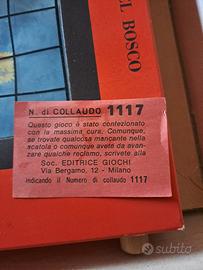 EL BOSCO
N. di COLLAUDO 1117
Questo gioco è stato confezionato
con la massima cura. Comunque,
se trovate qualcosa mancante nella
scatola o comunque avete da avan-
zare qualche reclamo, scrivete alla
Soc. EDITRICE GIOCHI
Via Bergamo, 12 - Milano
indicando il Numero di collaudo 1117
subito